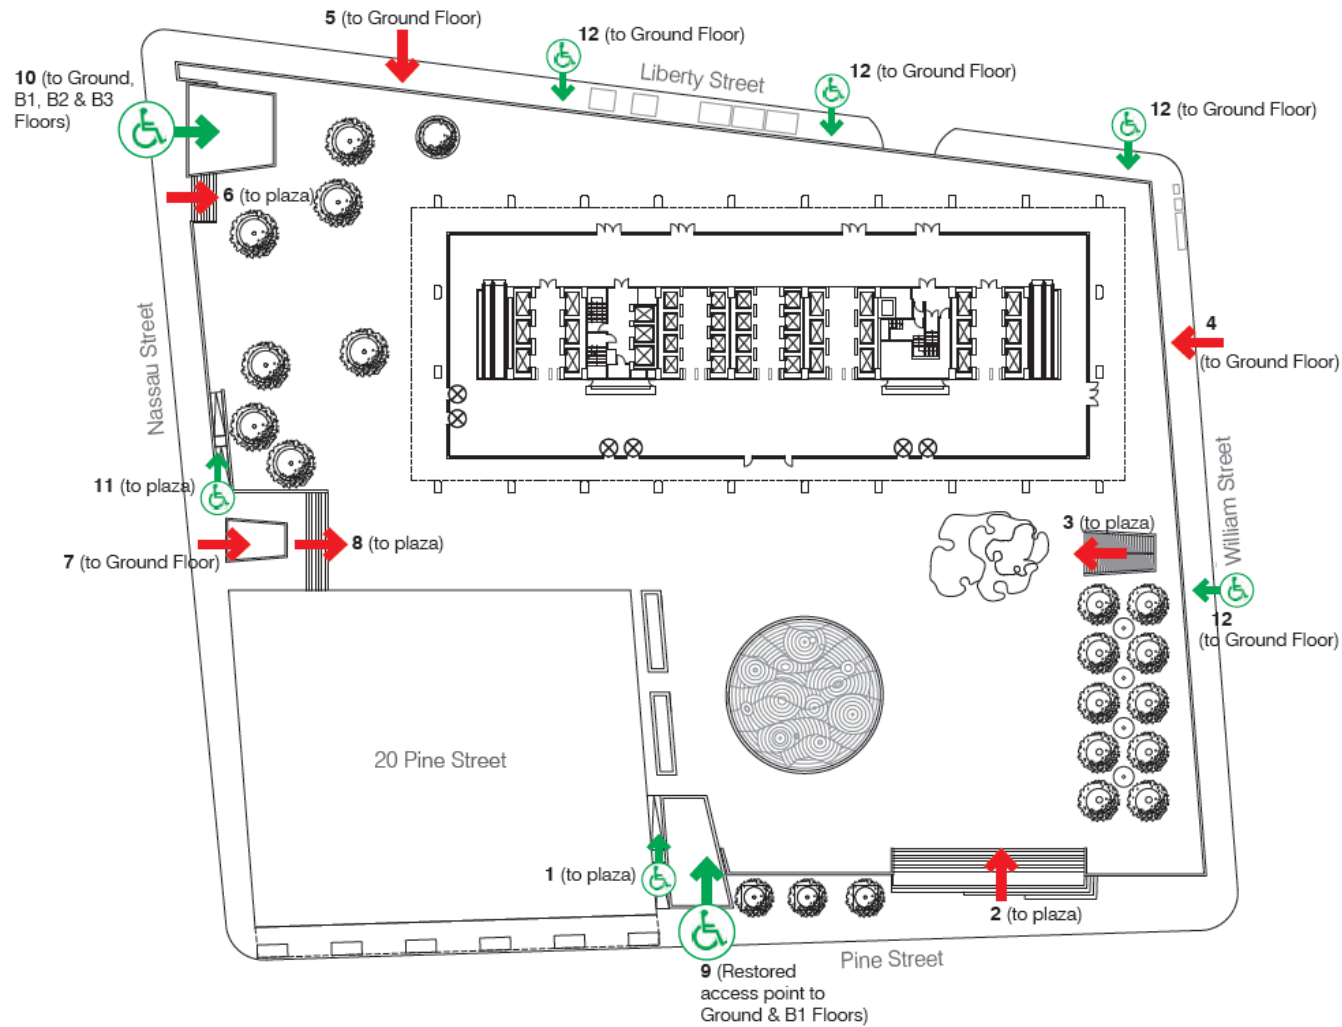 5 (to Ground Floor)
12 (to Ground Floor)
Liberty Street
12 (to Ground Floor)
12 (to Ground Floor)
10 (to Ground,
B1, B2 & B3
Floors)
6 (to plaza)
Nassau Street
4
(to Ground Floor)
William Street
11 (to plaza)
3 (to plaza)
7 (to Ground Floor)
8 (to plaza)
12
(to Ground Floor)
20 Pine Street
1 (to plaza)
2 (to plaza)
Pine Street
9 (Restored
access point to
Ground & B1 Floors)